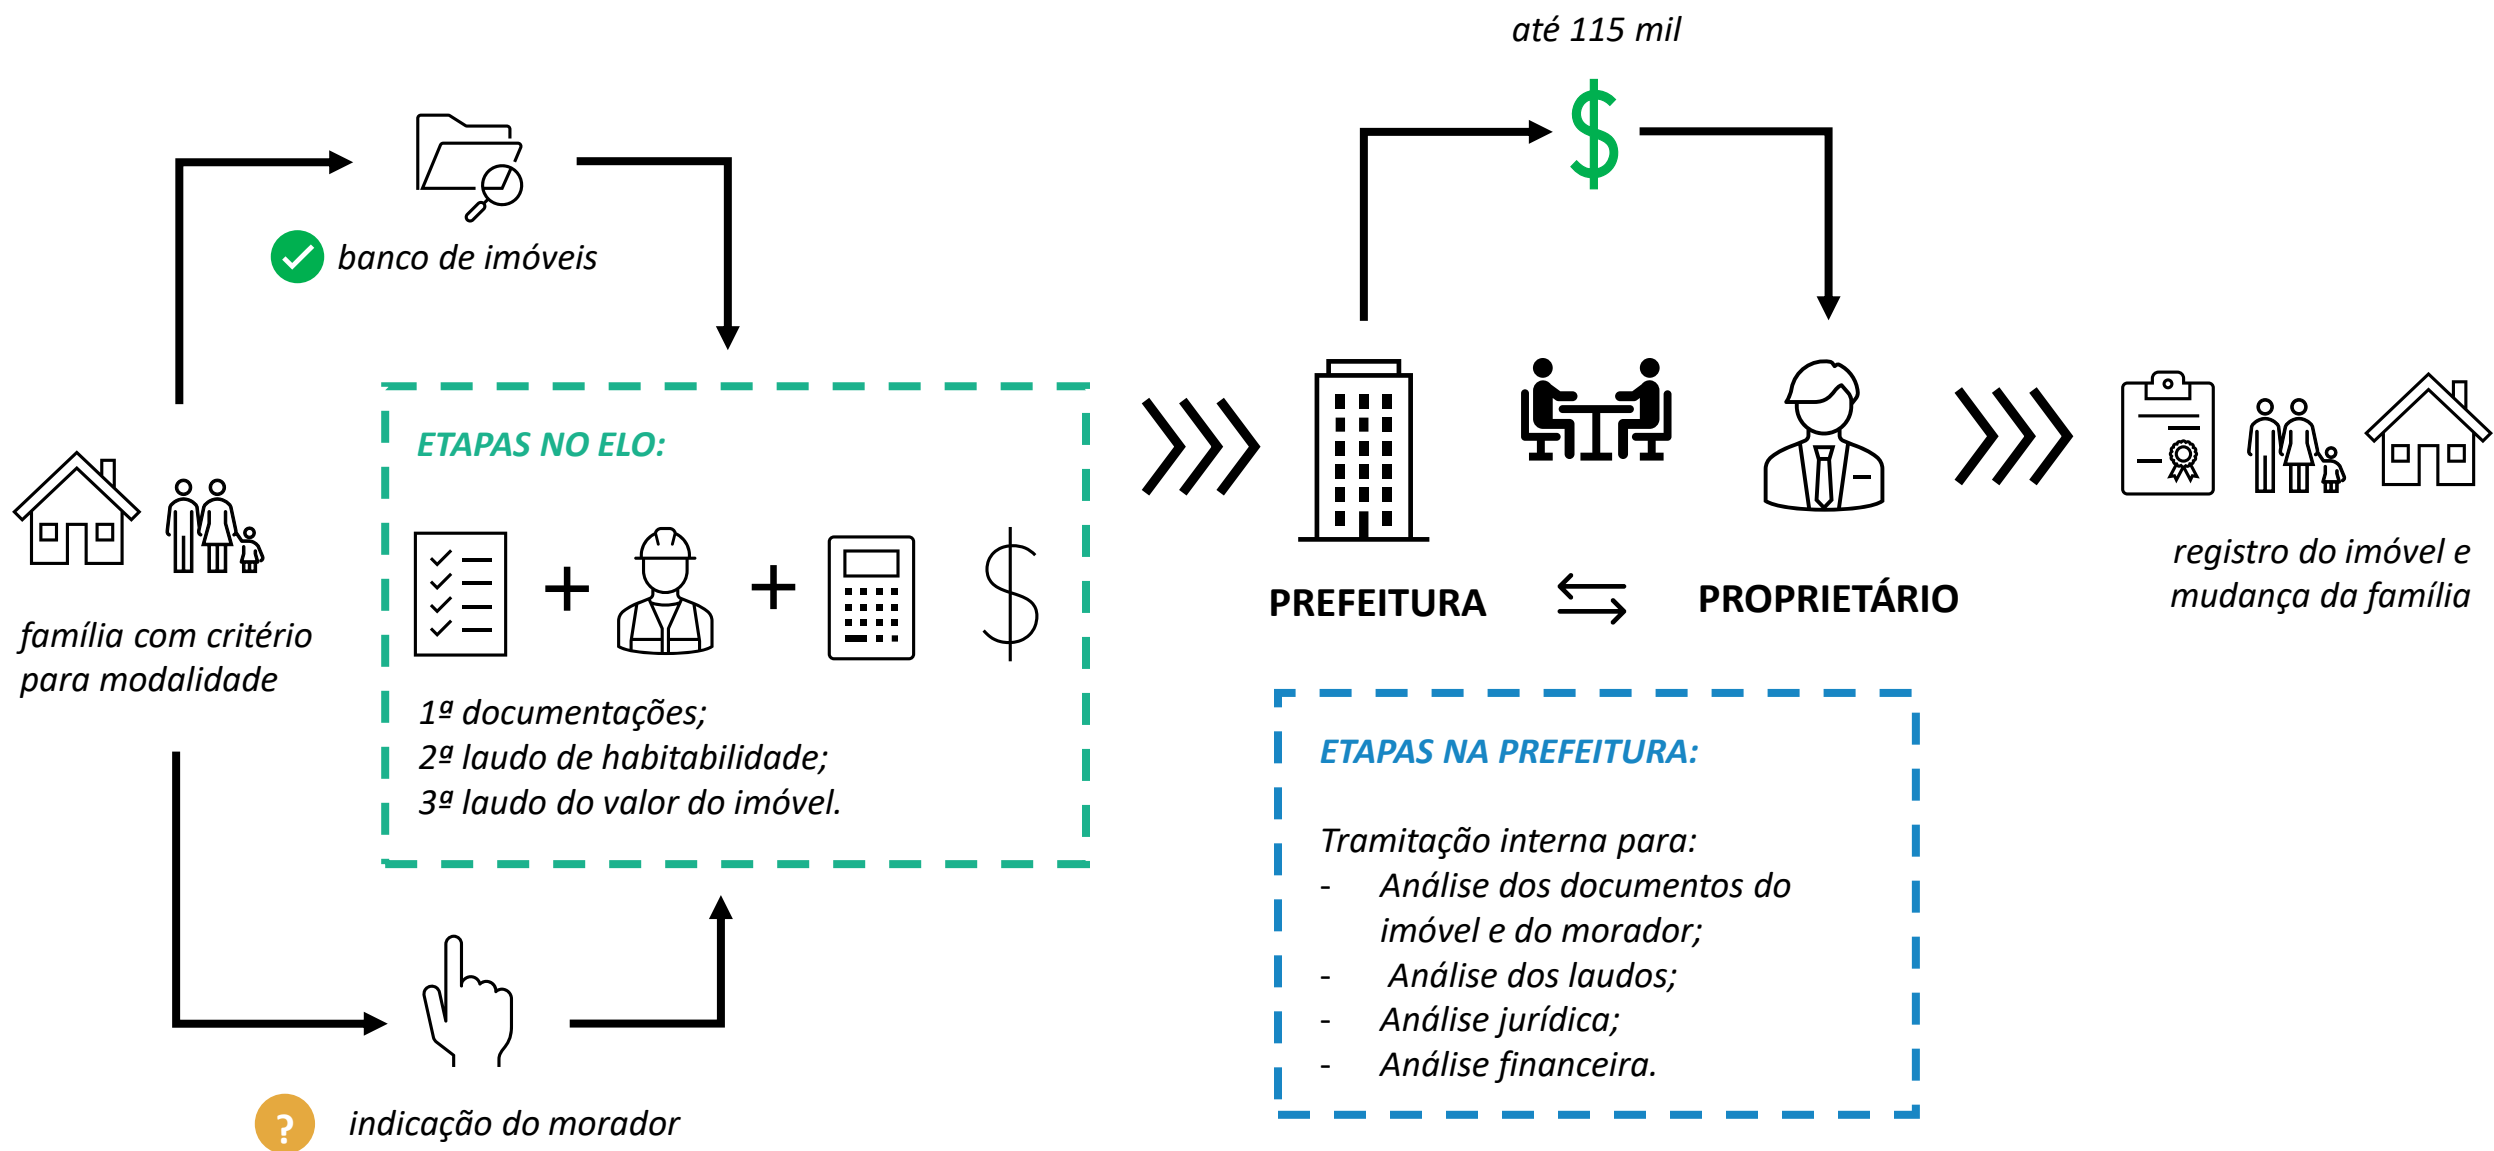 até 115 mil
banco de imóveis
família com critério
para modalidade
ETAPAS NO ELO:
1ª documentações;
2ª laudo de habitabilidade;
3ª laudo do valor do imóvel.
?
indicação do morador
PREFEITURA
PROPRIETÁRIO
ETAPAS NA PREFEITURA:
Tramitação interna para:
- Análise dos documentos do
imóvel e do morador;
- Análise dos laudos;
- Análise jurídica;
- Análise financeira.
registro do imóvel e
mudança da família